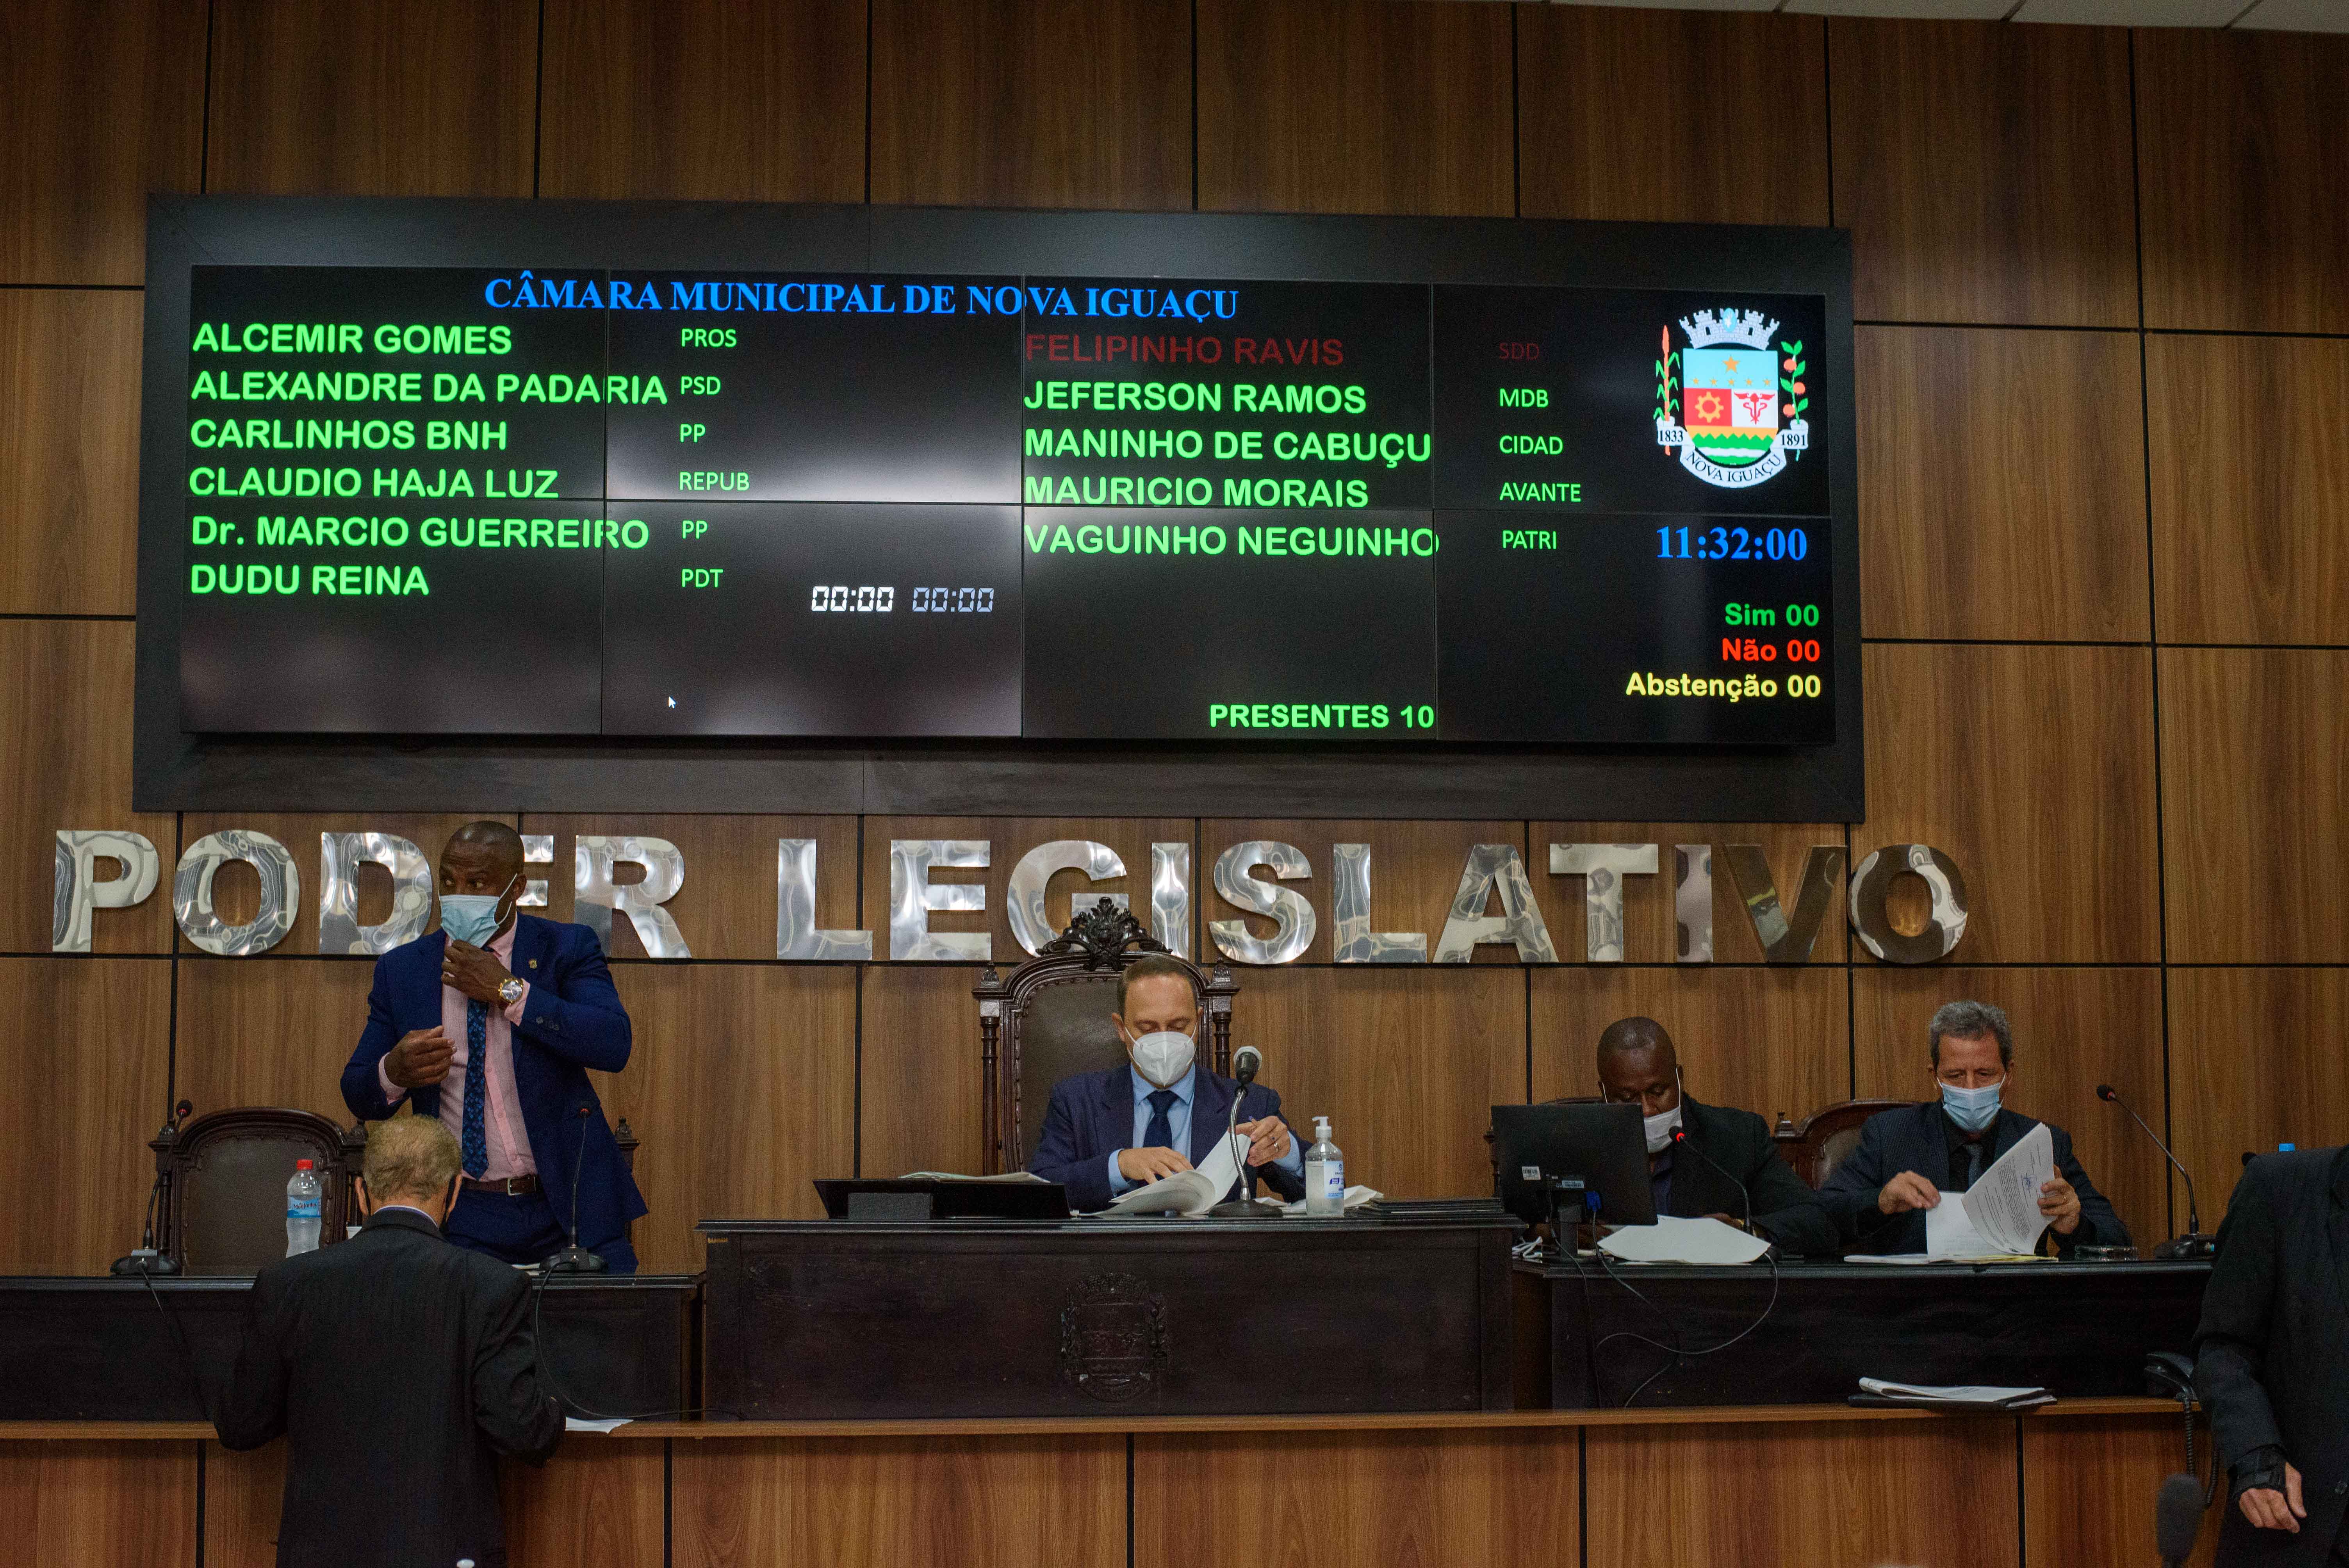 CÂMARA MUNICIPAL DE NOVA IGUAÇU
ALCEMIR GOMES PROS
ALEXANDRE DA PADARIA PSD
CARLINHOS BNH PP
CLAUDIO HAJA LUZ REPUB
Dr. MARCIO GUERREIRO PP
DUDU REINA PDT
00:00 00:00
FELIPINHO RAVIS SDD
JEFERSON RAMOS MDB
MANINHO DE CABUÇU CIDAD
MAURICIO MORAIS AVANTE
VAGUINHO NEGUINHO PATRI
PRESENTES 10
1833 1891
NOVA IGUAÇU
11:32:00
Sim 00
Não 00
Abstenção 00
PODER LEGISLATIVO